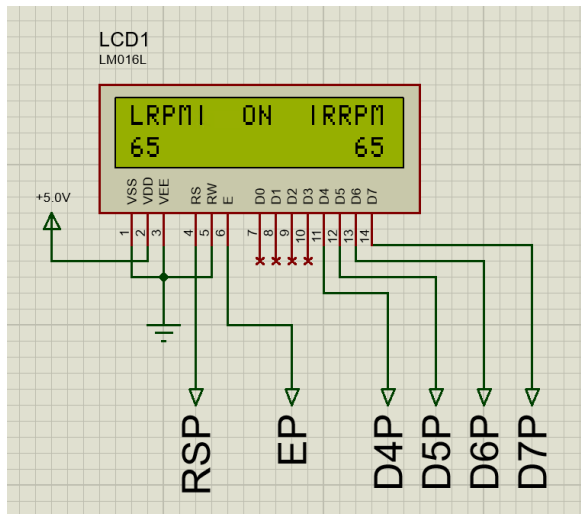 LCD1
LM016L
LRPM| ON |RRPM
65 65
+5.0V
VSS VDD VEE RS RW E D0 D1 D2 D3 D4 D5 D6 D7
1 2 3 4 5 6 7 8 9 10 11 12 13 14
RSP EP D4P D5P D6P D7P